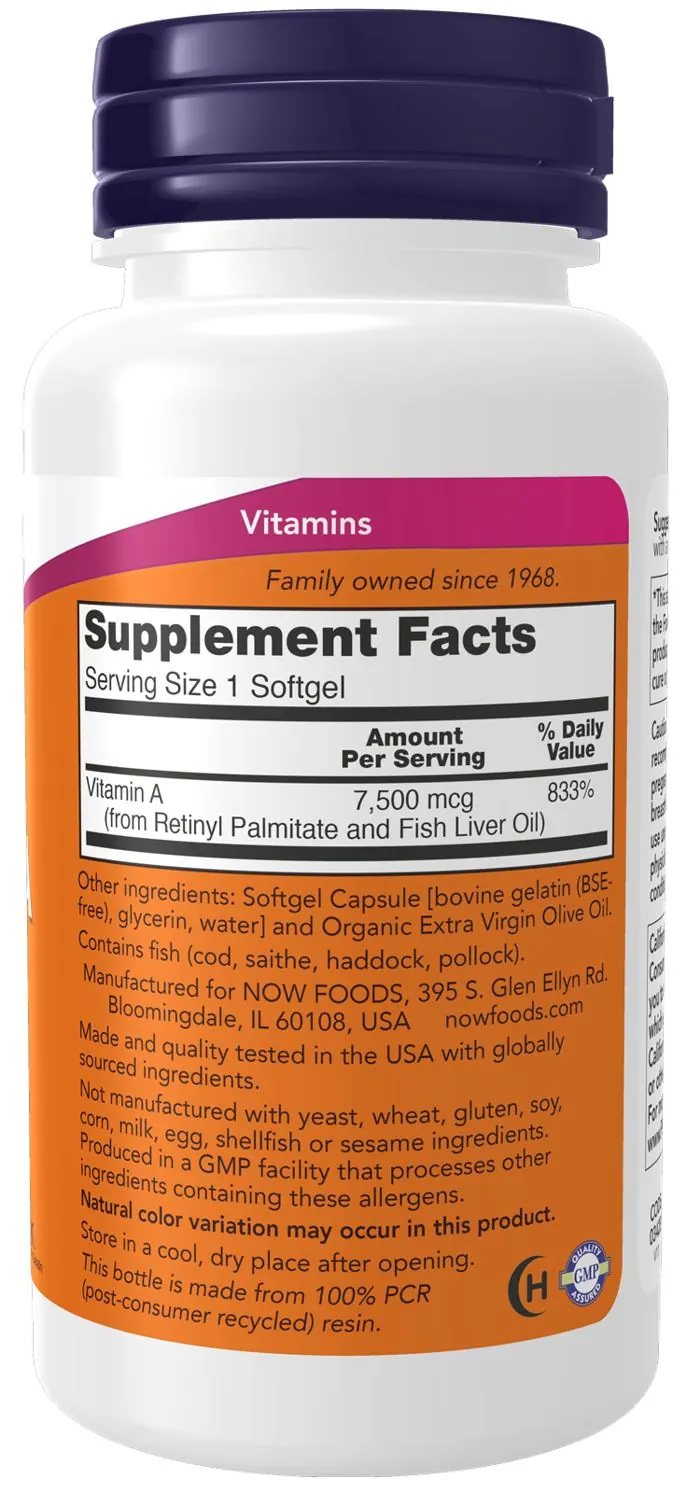 Vitamins
Family owned since 1968.
Supplement Facts
Serving Size 1 Softgel
Amount Per Serving
% Daily Value
Vitamin A 7,500 mcg 833%
(from Retinyl Palmitate and Fish Liver Oil)
Other ingredients: Softgel Capsule [bovine gelatin (BSE-
free), glycerin, water] and Organic Extra Virgin Olive Oil.
Contains fish (cod, saithe, haddock, pollock).
Manufactured for NOW FOODS, 395 S. Glen Ellyn Rd.
Bloomingdale, IL 60108, USA nowfoods.com
Made and quality tested in the USA with globally
sourced ingredients.
Not manufactured with yeast, wheat, gluten, soy,
corn, milk, egg, shellfish or sesame ingredients.
Produced in a GMP facility that processes other
ingredients containing these allergens.
Natural color variation may occur in this product.
Store in a cool, dry place after opening.
This bottle is made from 100% PCR
(post-consumer recycled) resin.
H
QUALITY
GMP
ASSURED